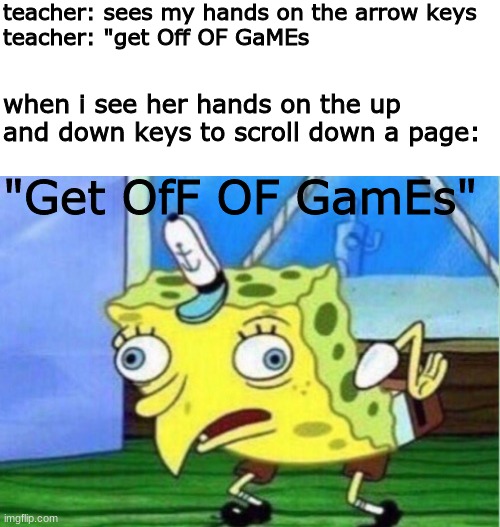 teacher: sees my hands on the arrow keys
teacher: "get Off OF GaMEs
when i see her hands on the up
and down keys to scroll down a page:
"Get OfF OF GamEs"
imgflip.com